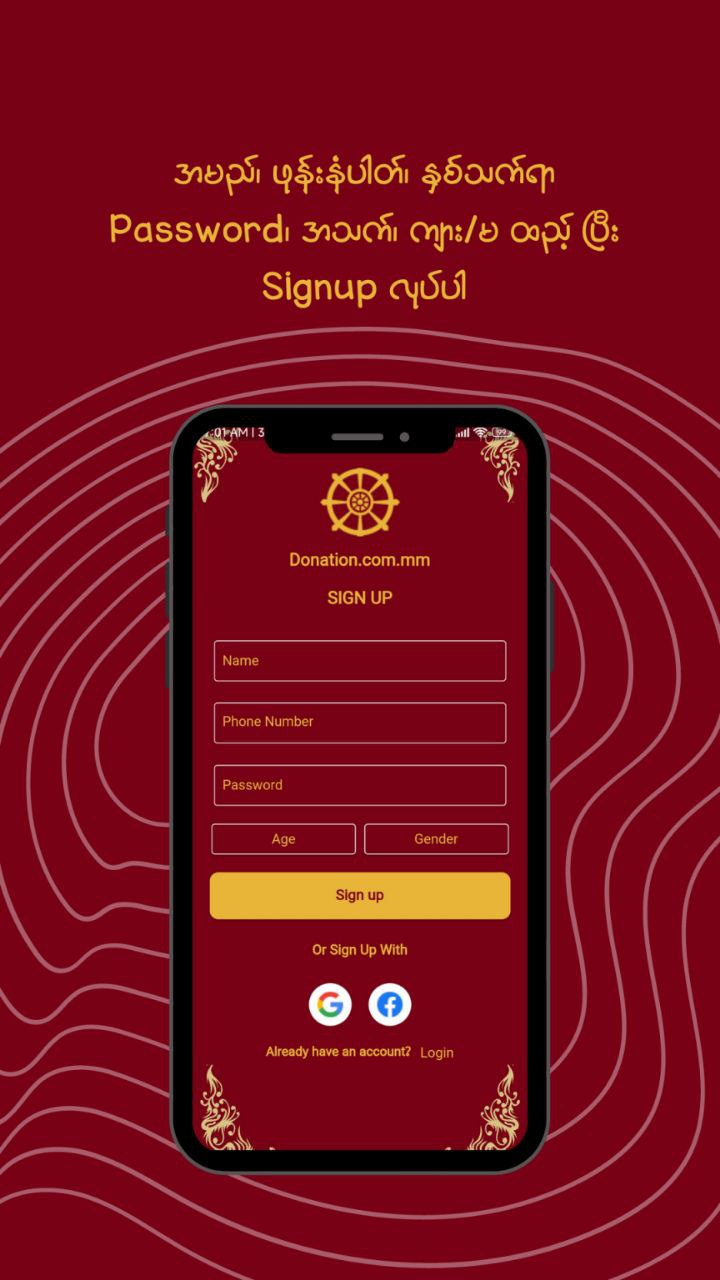 အမည်၊ ဖုန်းနံပါတ်၊ နှစ်သက်ရာ
Password၊ အသက်၊ ကျား/မ ထည့် ပြီး
Signup လုပ်ပါ
:01 AM | 3
199
Donation.com.mm
SIGN UP
Name
Phone Number
Password
Age
Gender
Sign up
Or Sign Up With
Already have an account? Login